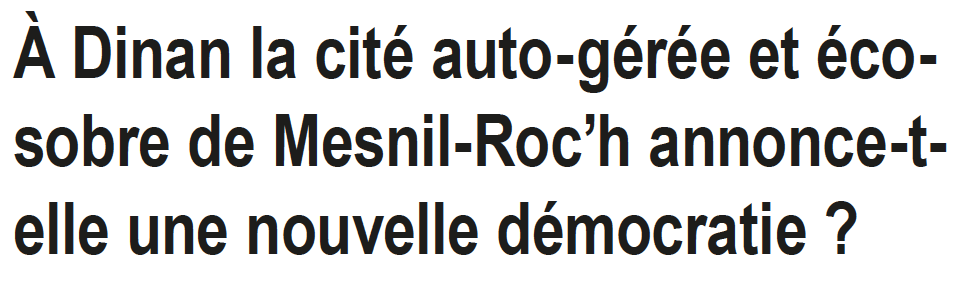 À Dinan la cité auto-gérée et éco-
sobre de Mesnil-Roc’h annonce-t-
elle une nouvelle démocratie ?